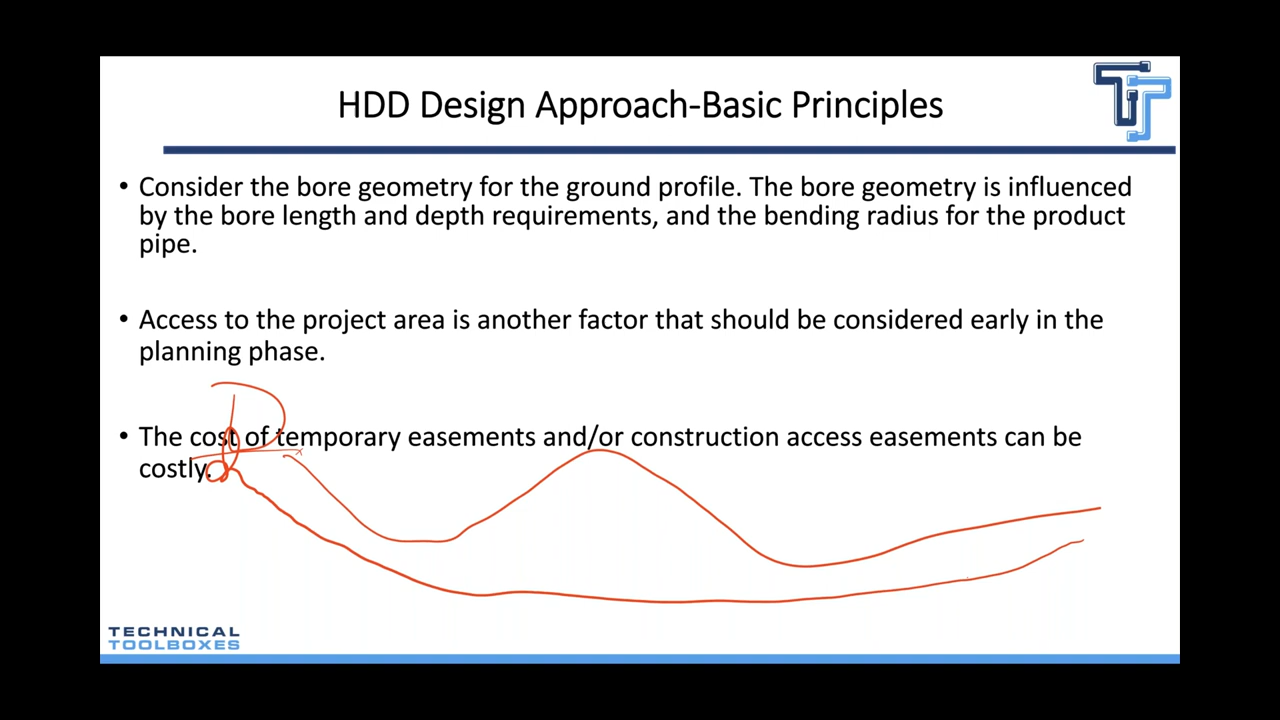 HDD Design Approach-Basic Principles
• Consider the bore geometry for the ground profile. The bore geometry is influenced
by the bore length and depth requirements, and the bending radius for the product
pipe.
• Access to the project area is another factor that should be considered early in the
planning phase.
• The cost of temporary easements and/or construction access easements can be
costly.
TECHNICAL
TOOLBOXES